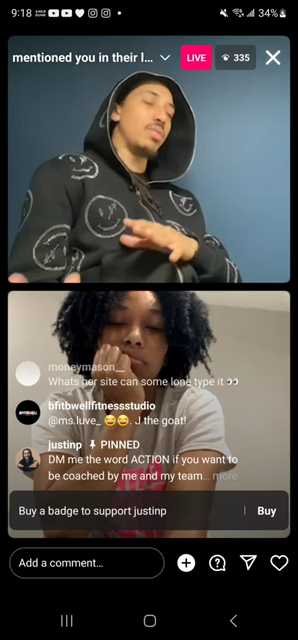 9:18
34%
mentioned you in their l...
LIVE
335
moneymason__
Whats her site can some lone type it 👀
bfitbwellfitnessstudio
@ms.luve_ 😂😂. J the goat!
justinp 📌 PINNED
DM me the word ACTION if you want to
be coached by me and my team... more
Buy a badge to support justinp
Buy
Add a comment...